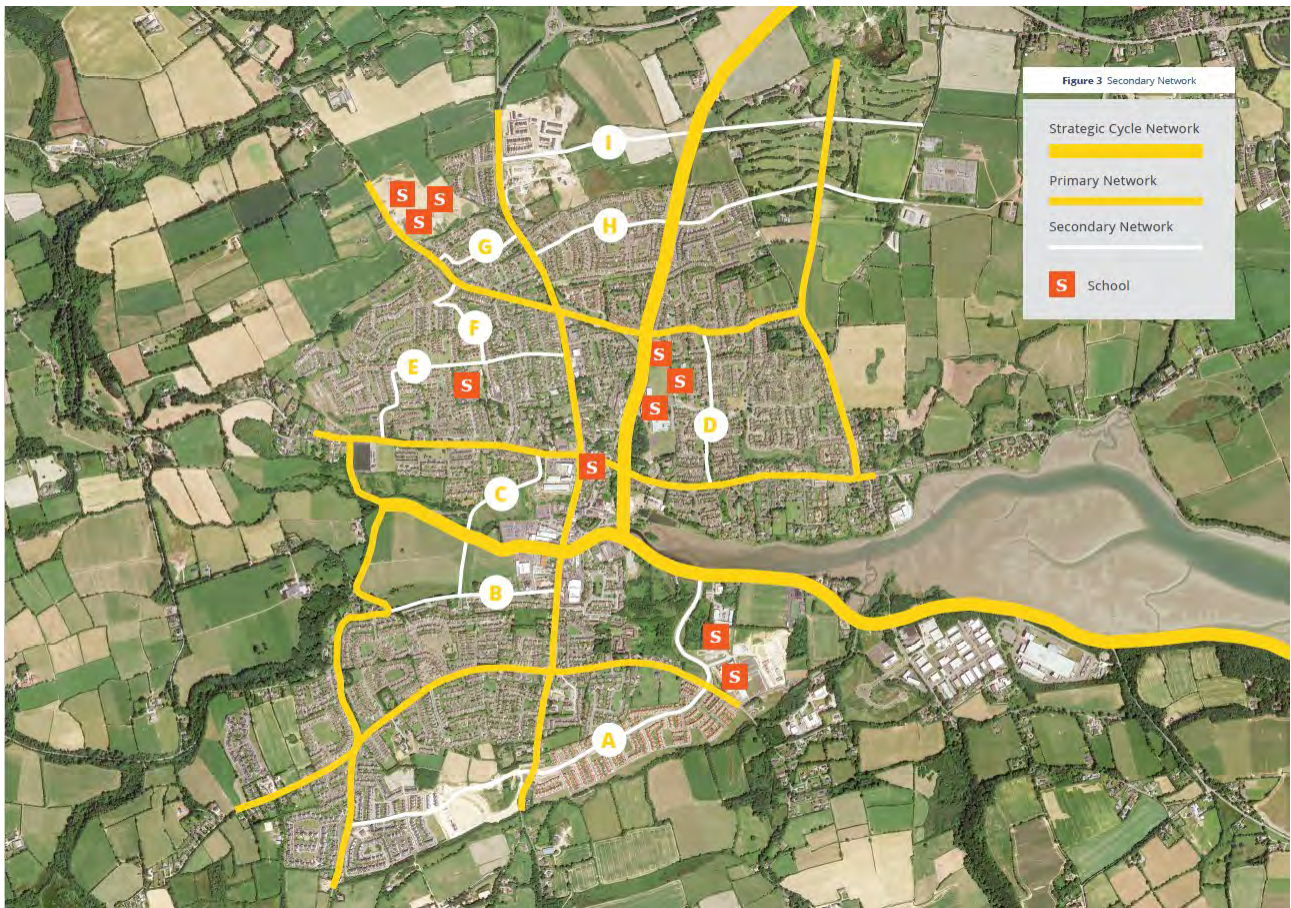 Figure 3 Secondary Network
Strategic Cycle Network
Primary Network
Secondary Network
S School
I
S
S
S
H
G
F
S
E
S
S
S
D
S
C
B
S
S
A